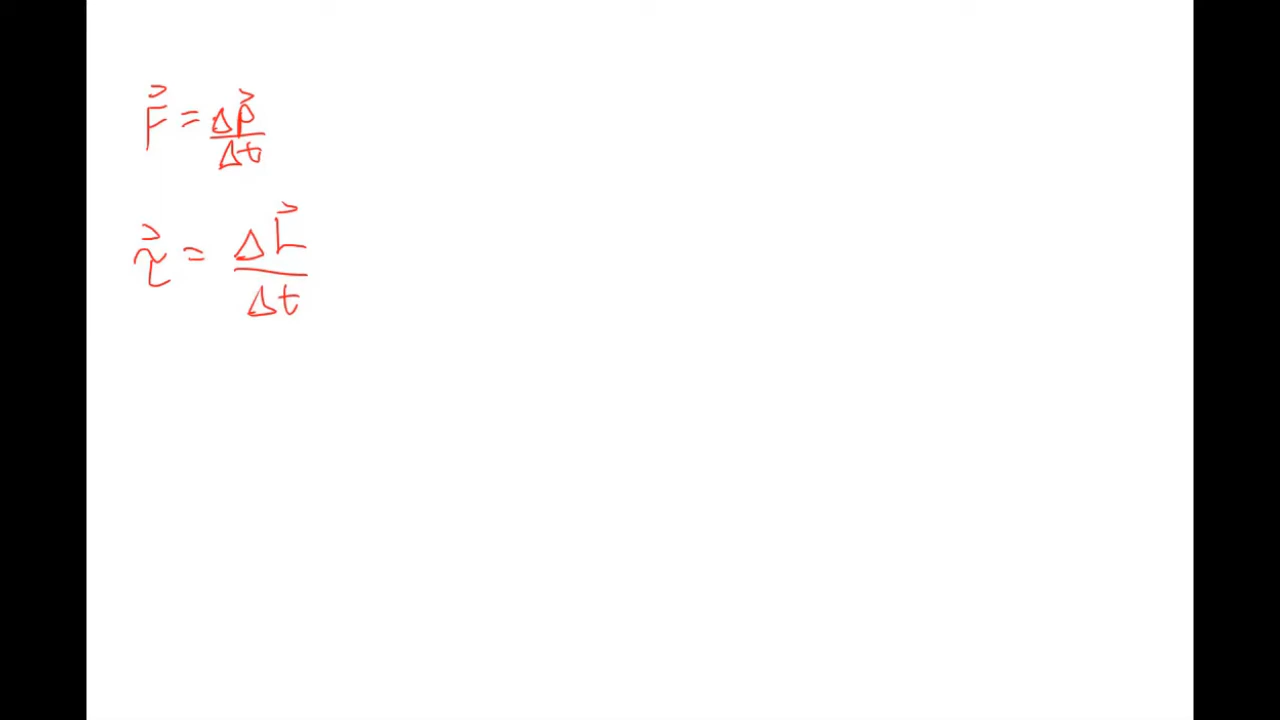 F⃗ = Δp⃗/Δt
τ⃗ = ΔL⃗/Δt